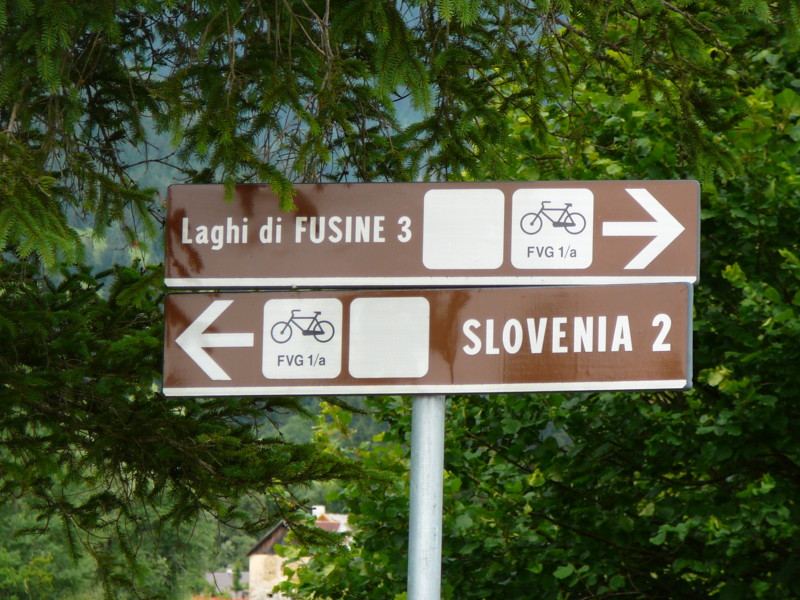 Laghi di FUSINE 3
FVG 1/a
FVG 1/a
SLOVENIA 2